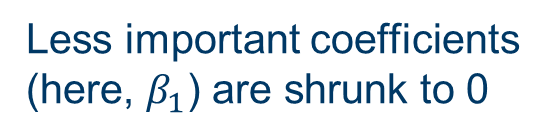 Less important coefficients
(here, β₁) are shrunk to 0